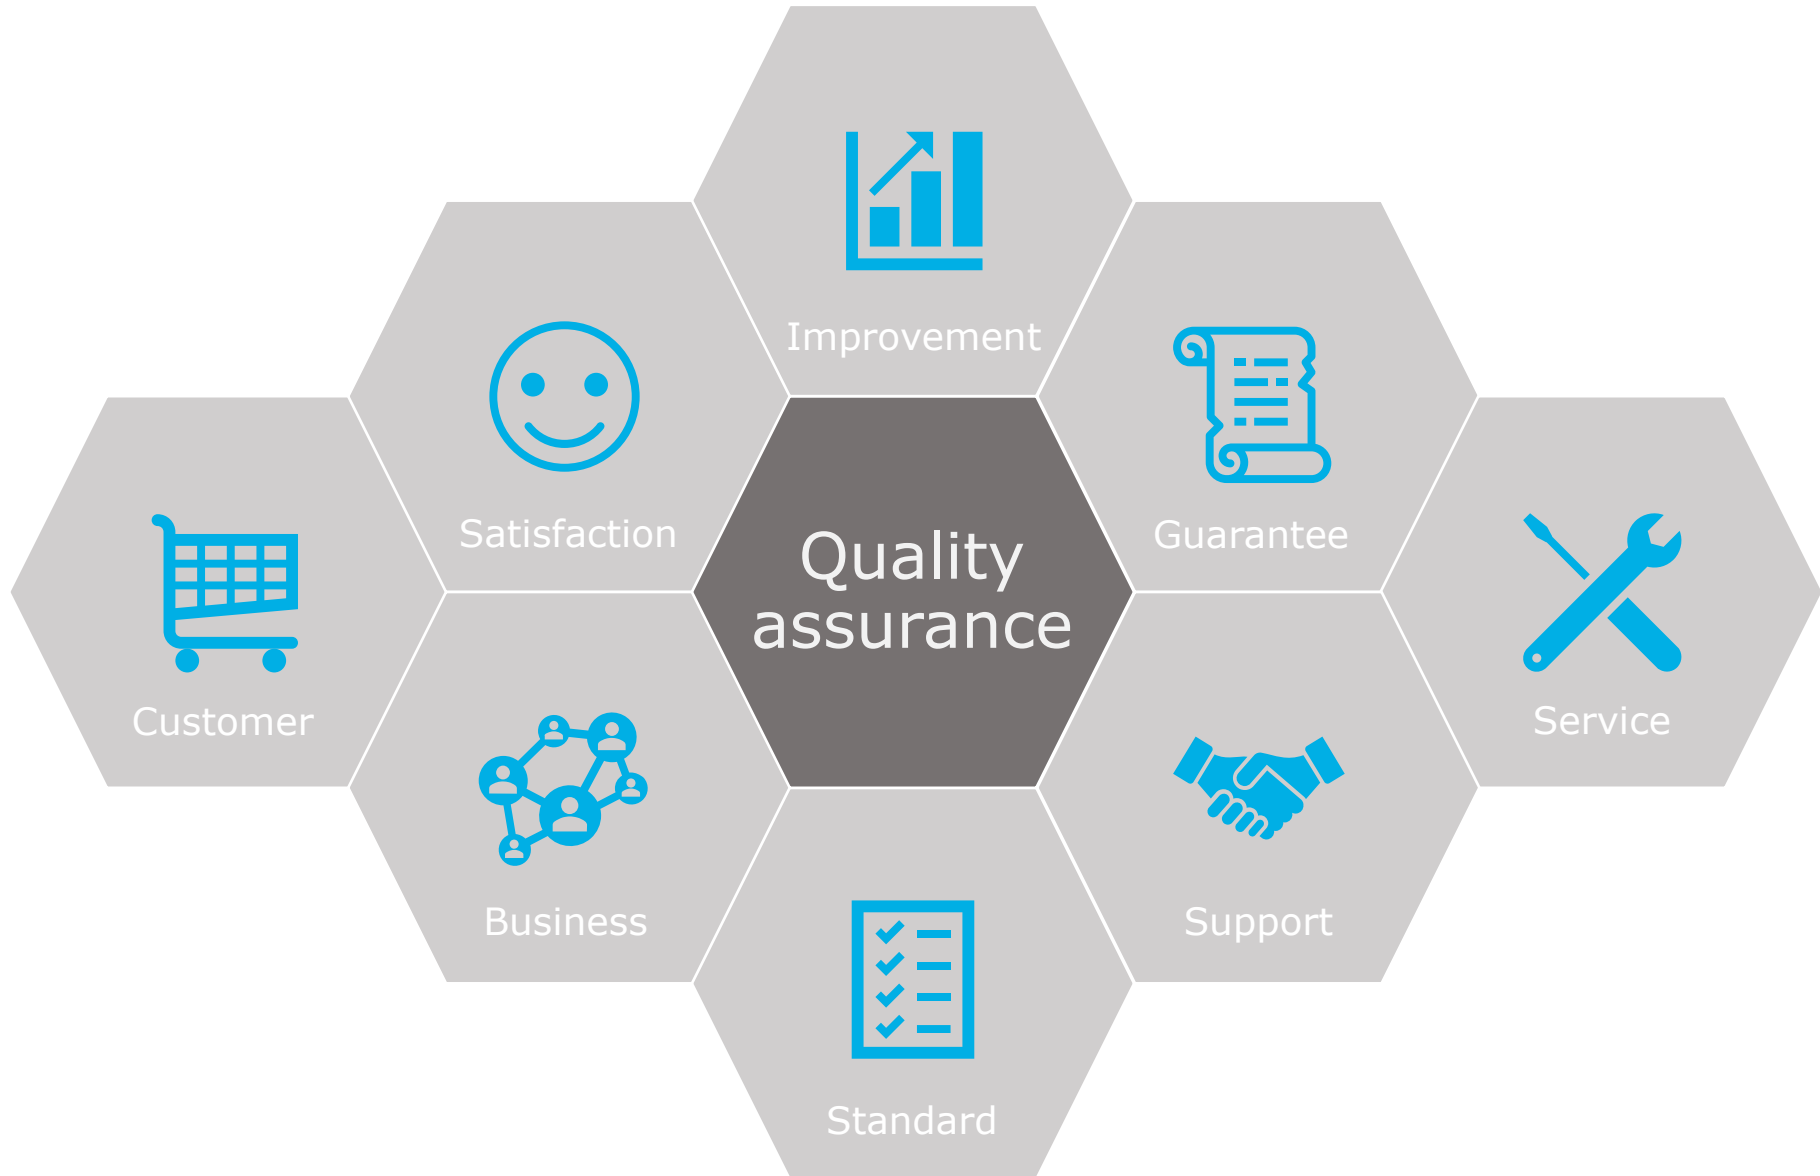 Improvement
Satisfaction
Guarantee
Quality
assurance
Customer
Service
Business
Support
Standard